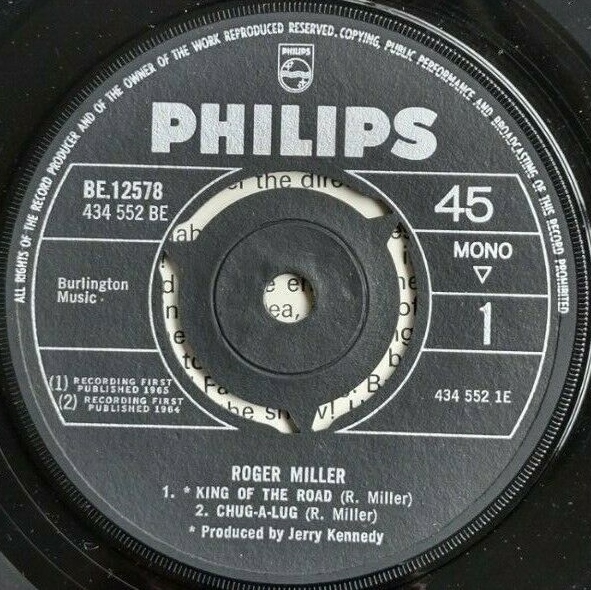 ALL RIGHTS OF THE RECORD PRODUCER AND OF THE OWNER OF THE WORK REPRODUCED RESERVED. COPYING, PUBLIC PERFORMANCE AND BROADCASTING OF THIS RECORD PROHIBITED
PHILIPS
PHILIPS
BE.12578
434 552 BE
45
MONO
1
Burlington
Music
(1) RECORDING FIRST
PUBLISHED 1965
(2) RECORDING FIRST
PUBLISHED 1964
434 552 1E
the
ea,
ROGER MILLER
1. * KING OF THE ROAD (R. Miller)
2. CHUG-A-LUG (R. Miller)
* Produced by Jerry Kennedy